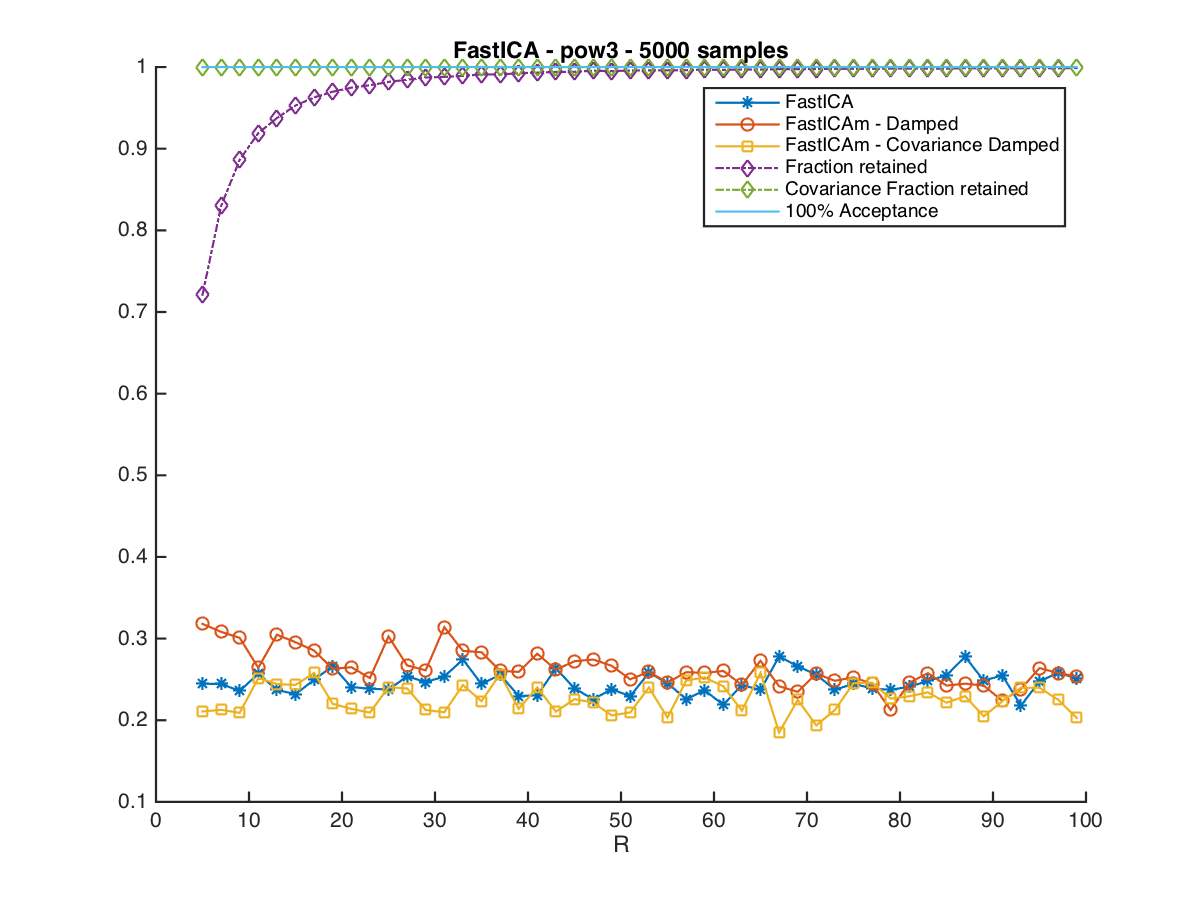 FastICA - pow3 - 5000 samples
1
0.9
0.8
0.7
0.6
0.5
0.4
0.3
0.2
0.1
FastICA
FastICAm - Damped
FastICAm - Covariance Damped
Fraction retained
Covariance Fraction retained
100% Acceptance
0 10 20 30 40 50 60 70 80 90 100
R